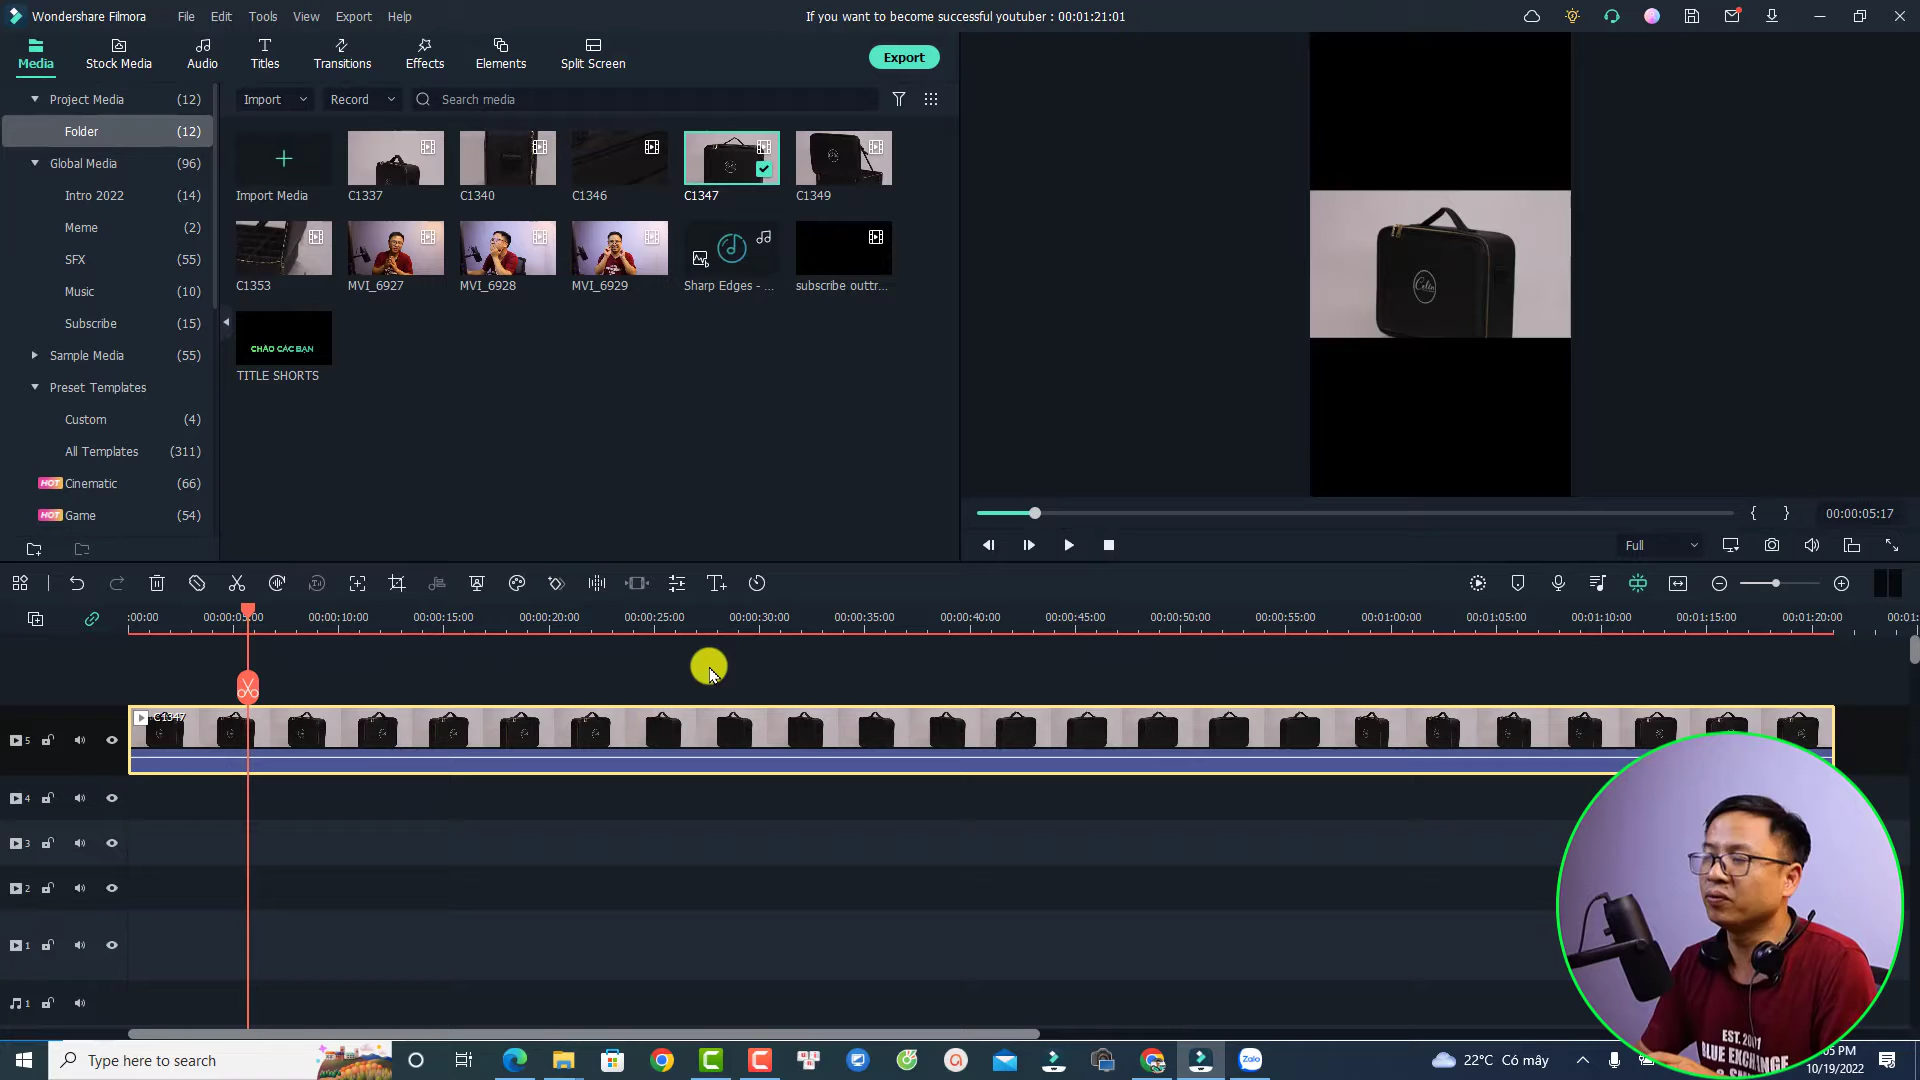 Wondershare Filmora File Edit Tools View Export Help If you want to become successful youtuber : 00:01:21:01
Media Stock Media Audio Titles Transitions Effects Elements Split Screen Export
Project Media (12)
Folder (12)
Global Media (96)
Intro 2022 (14)
Meme (2)
SFX (55)
Music (10)
Subscribe (15)
Sample Media (55)
Preset Templates
Custom (4)
All Templates (311)
HOT Cinematic (66)
HOT Game (54)
Import Record Search media
Import Media C1337 C1340 C1346 C1347 C1349
C1353 MVI_6927 MVI_6928 MVI_6929 Sharp Edges - ... subscribe outtr...
CHÀO CÁC BẠN
TITLE SHORTS
Colin
00:00:05:17
Full
:00:00 00:00:05:00 00:00:10:00 00:00:15:00 00:00:20:00 00:00:25:00 00:00:30:00 00:00:35:00 00:00:40:00 00:00:45:00 00:00:50:00 00:00:55:00 00:01:00:00 00:01:05:00 00:01:10:00 00:01:15:00 00:01:20:00 00:01:
C1347
5
4
3
2
1
1
EST. 2001
BLUE EXCHANGE
Type here to search
Zalo
22°C Có mây
:05 PM
10/19/2022